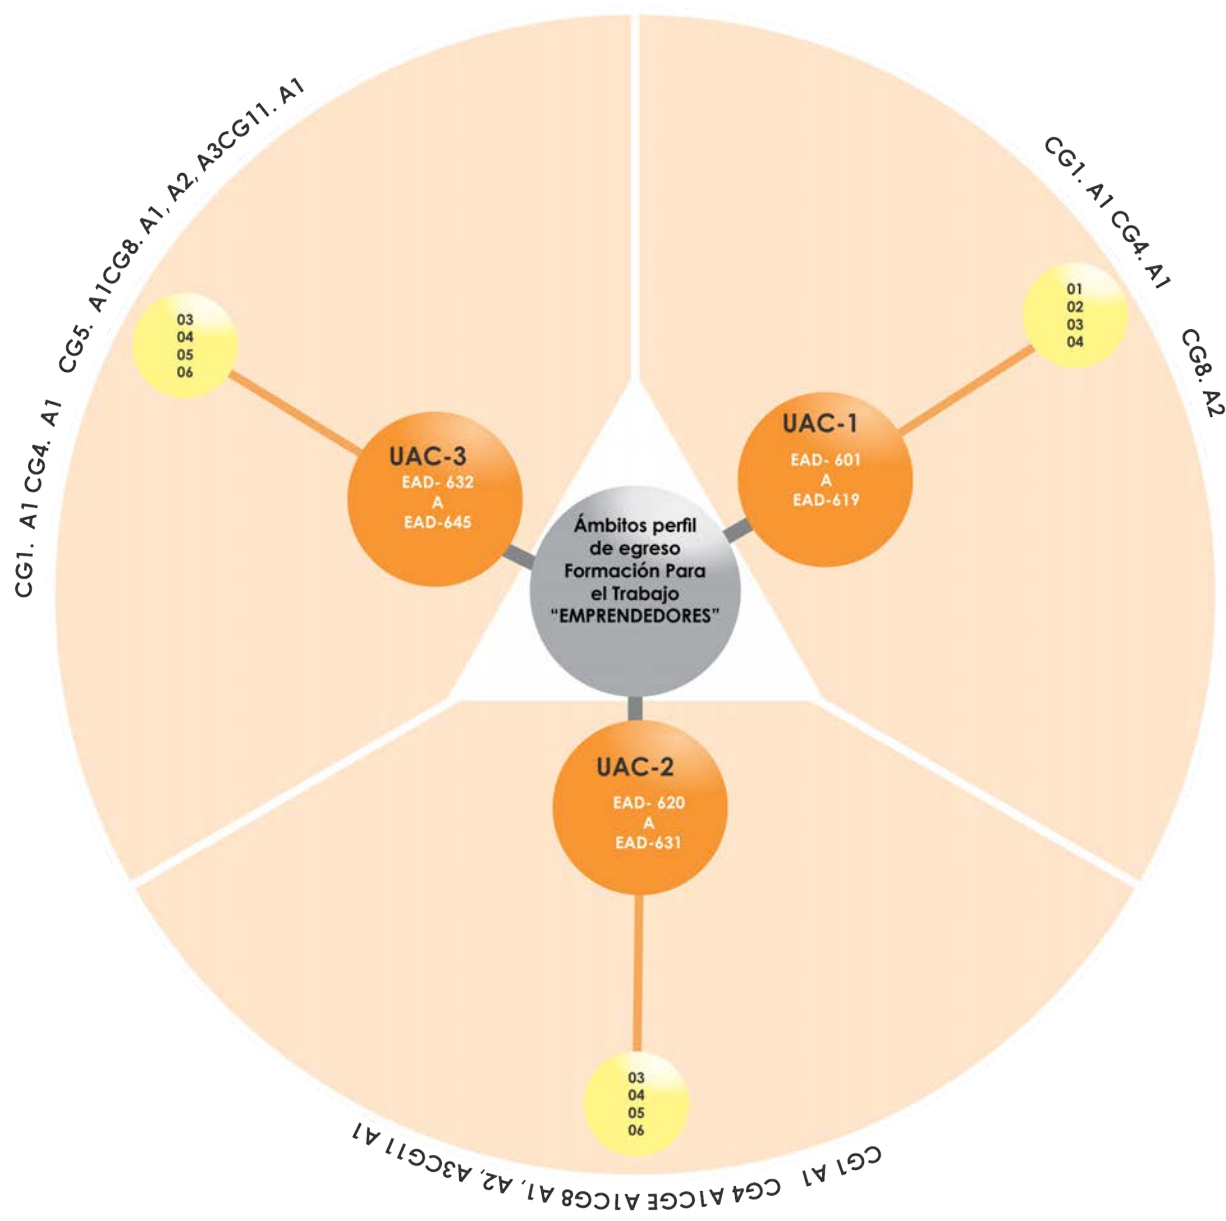 CG1. A1 CG4. A1
CG5. A1CG8. A1, A2, A3CG11. A1
CG1. A1 CG4. A1
CG8. A2
01
02
03
04
03
04
05
06
UAC-1
EAD- 601
A
EAD-619
UAC-3
EAD- 632
A
EAD-645
Ámbitos perfil
de egreso
Formación Para
el Trabajo
“EMPRENDEDORES”
UAC-2
EAD- 620
A
EAD-631
03
04
05
06
CG1 A1
CG4 A1CGE A1CG8 A1, A2, A3CG11 A1